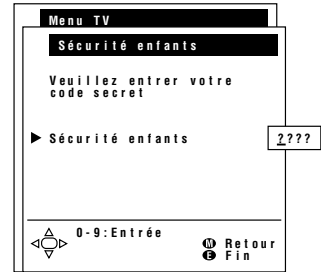 Menu TV
Sécurité enfants
Veuillez entrer votre
code secret
Sécurité enfants ????
0-9:Entrée
M Retour
E Fin